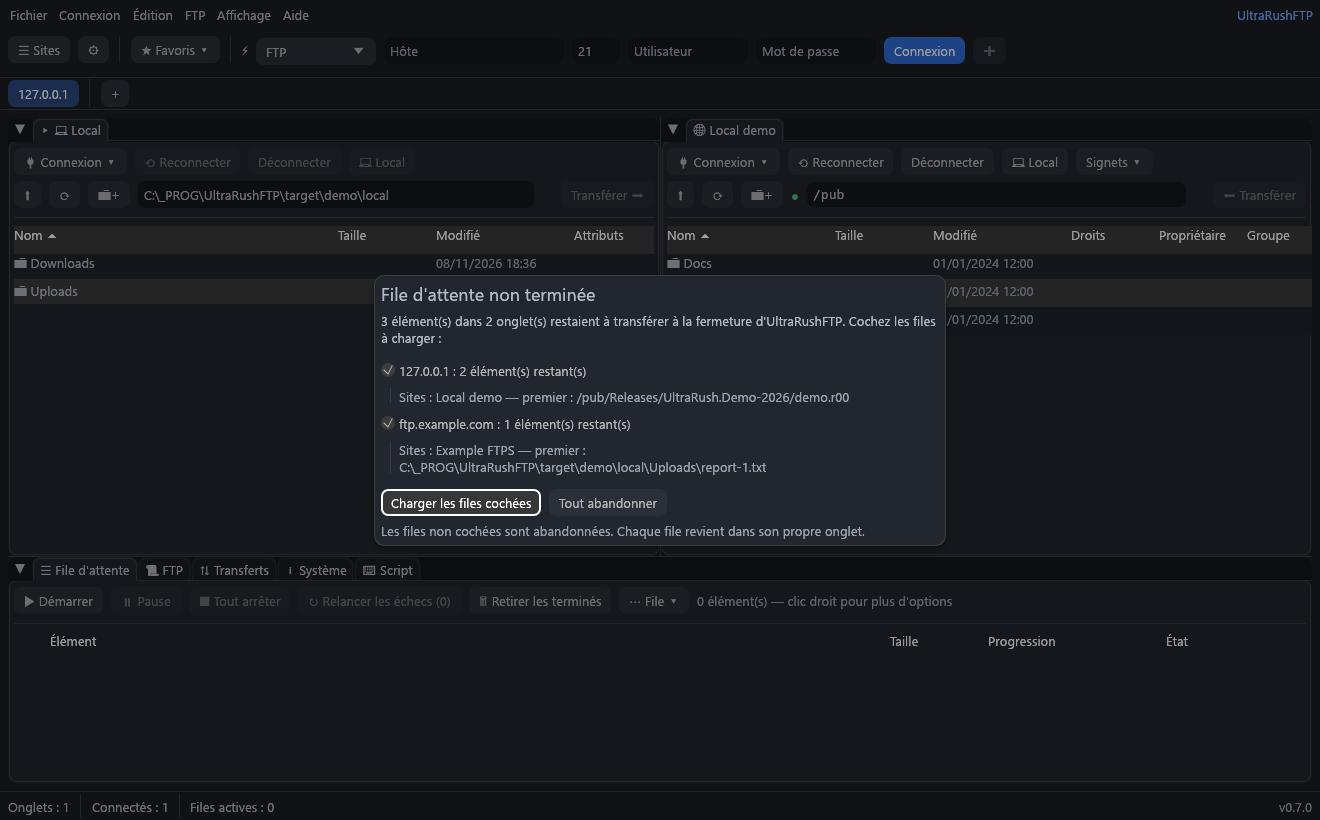 Fichier Connexion Édition FTP Affichage Aide UltraRushFTP
☰ Sites ⚙ ★ Favoris ▾ ⚡ FTP ▼ Hôte 21 Utilisateur Mot de passe Connexion +
127.0.0.1 +
▼ ▸ Local
Connexion ▾ Reconnecter Déconnecter Local
C:\_PROG\UltraRushFTP\target\demo\local Transférer
Nom Taille Modifié Attributs
Downloads 08/11/2026 18:36
Uploads
▼ Local demo
Connexion ▾ Reconnecter Déconnecter Local Signets ▾
/pub Transférer
Nom Taille Modifié Droits Propriétaire Groupe
Docs 01/01/2024 12:00
/01/2024 12:00
/01/2024 12:00
File d'attente non terminée
3 élément(s) dans 2 onglet(s) restaient à transférer à la fermeture d'UltraRushFTP. Cochez les files
à charger :
127.0.0.1 : 2 élément(s) restant(s)
Sites : Local demo — premier : /pub/Releases/UltraRush.Demo-2026/demo.r00
ftp.example.com : 1 élément(s) restant(s)
Sites : Example FTPS — premier :
C:\_PROG\UltraRushFTP\target\demo\local\Uploads\report-1.txt
Charger les files cochées Tout abandonner
Les files non cochées sont abandonnées. Chaque file revient dans son propre onglet.
▼ ☰ File d'attente FTP Transferts Système Script
Démarrer Pause Tout arrêter Relancer les échecs (0) Retirer les terminés ··· File ▾ 0 élément(s) — clic droit pour plus d'options
Élément Taille Progression État
Onglets : 1 Connectés : 1 Files actives : 0 v0.7.0